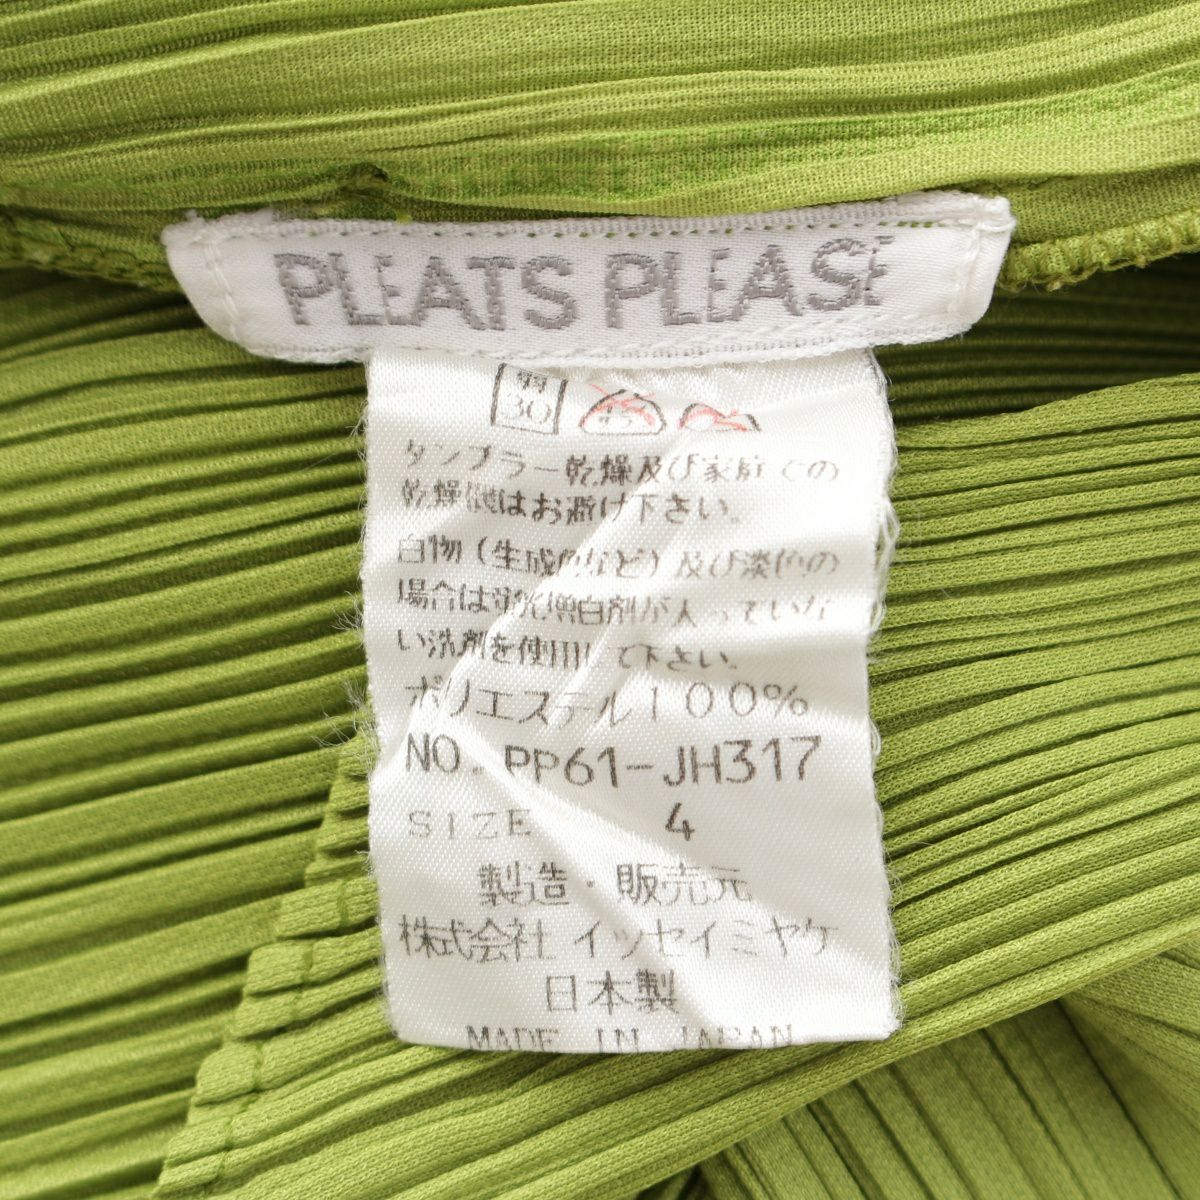 PLEATS PLEASE
弱
30
タンブラー乾燥及び家庭での
乾燥機はお避け下さい。
白物(生成色など)及び淡色の
場合は蛍光増白剤が入っていな
い洗剤を使用して下さい。
ポリエステル100%
NO. PP61-JH317
SIZE 4
製造・販売元
株式会社 イッセイミヤケ
日本製
MADE IN JAPAN